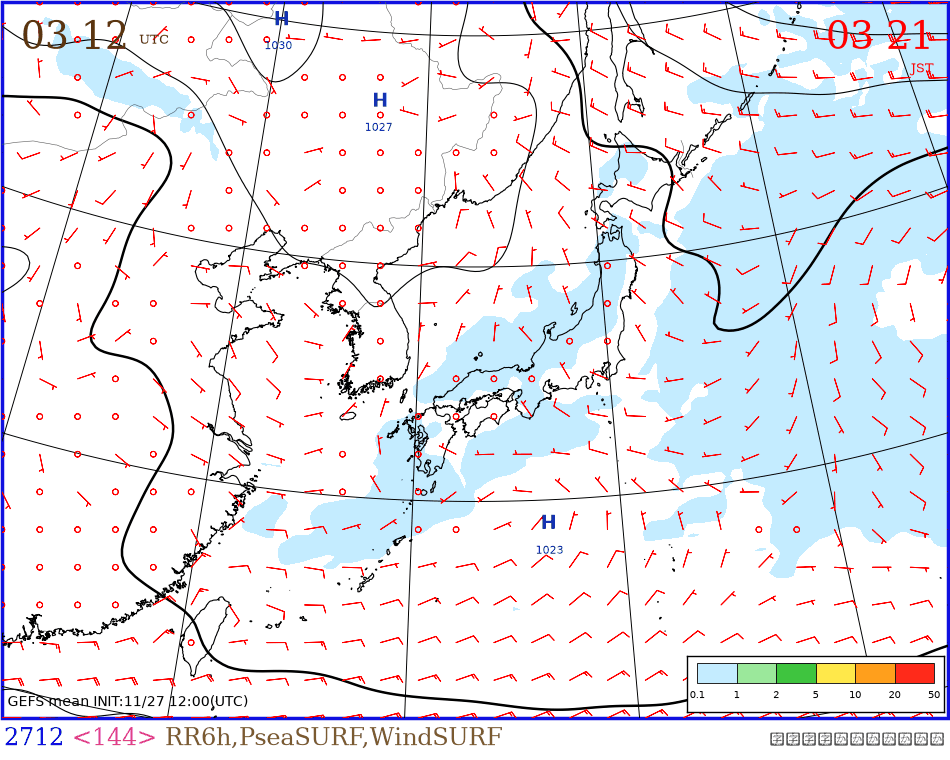 03 12 UTC
03 21 JST
H
1030
H
1027
H
1023
GEFS mean INIT:11/27 12:00(UTC)
0.1 1 2 5 10 20 50
2712 <144> RR6h,PseaSURF,WindSURF